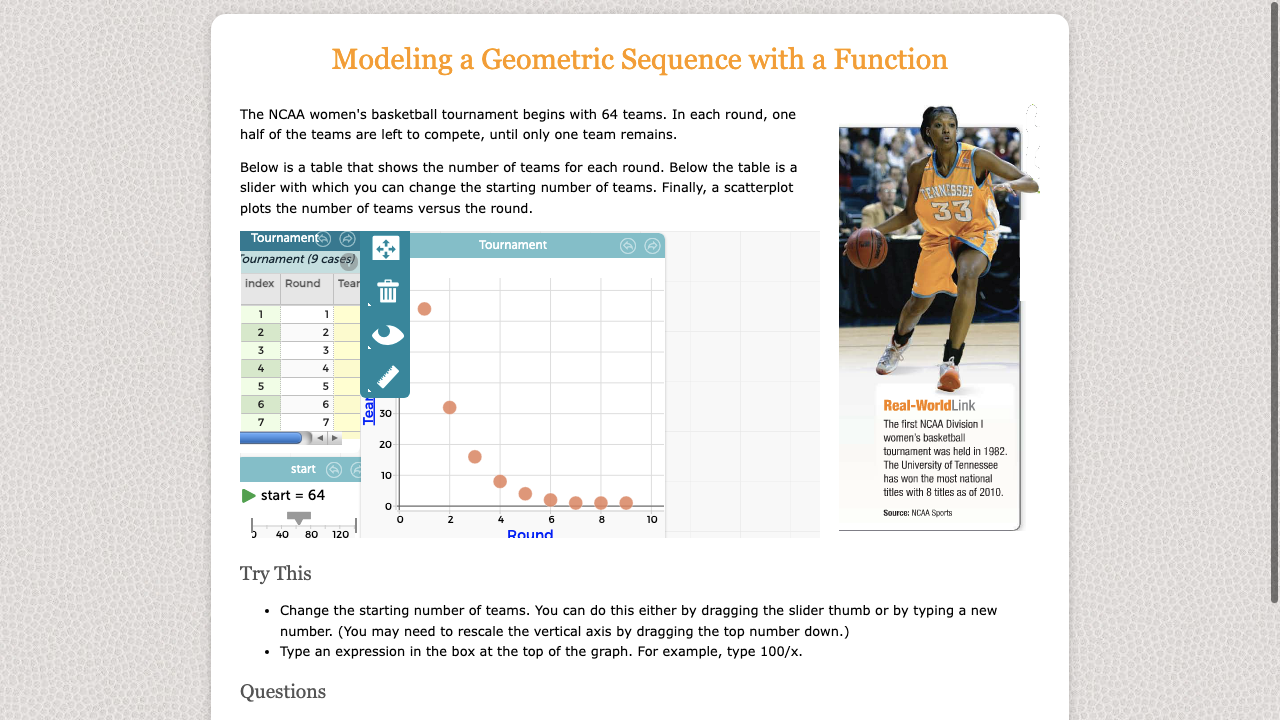 Modeling a Geometric Sequence with a Function
The NCAA women's basketball tournament begins with 64 teams. In each round, one
half of the teams are left to compete, until only one team remains.
Below is a table that shows the number of teams for each round. Below the table is a
slider with which you can change the starting number of teams. Finally, a scatterplot
plots the number of teams versus the round.
Tournament
Tournament (9 cases)
index Round Tear
1 1
2 2
3 3
4 4
5 5
6 6
7 7
start
start = 64
0 40 80 120
Tournament
Tear
30
20
10
0
0 2 4 6 8 10
Round
TENNESSEE
33
Real-WorldLink
The first NCAA Division I
women's basketball
tournament was held in 1982.
The University of Tennessee
has won the most national
titles with 8 titles as of 2010.
Source: NCAA Sports
Try This
• Change the starting number of teams. You can do this either by dragging the slider thumb or by typing a new
number. (You may need to rescale the vertical axis by dragging the top number down.)
• Type an expression in the box at the top of the graph. For example, type 100/x.
Questions